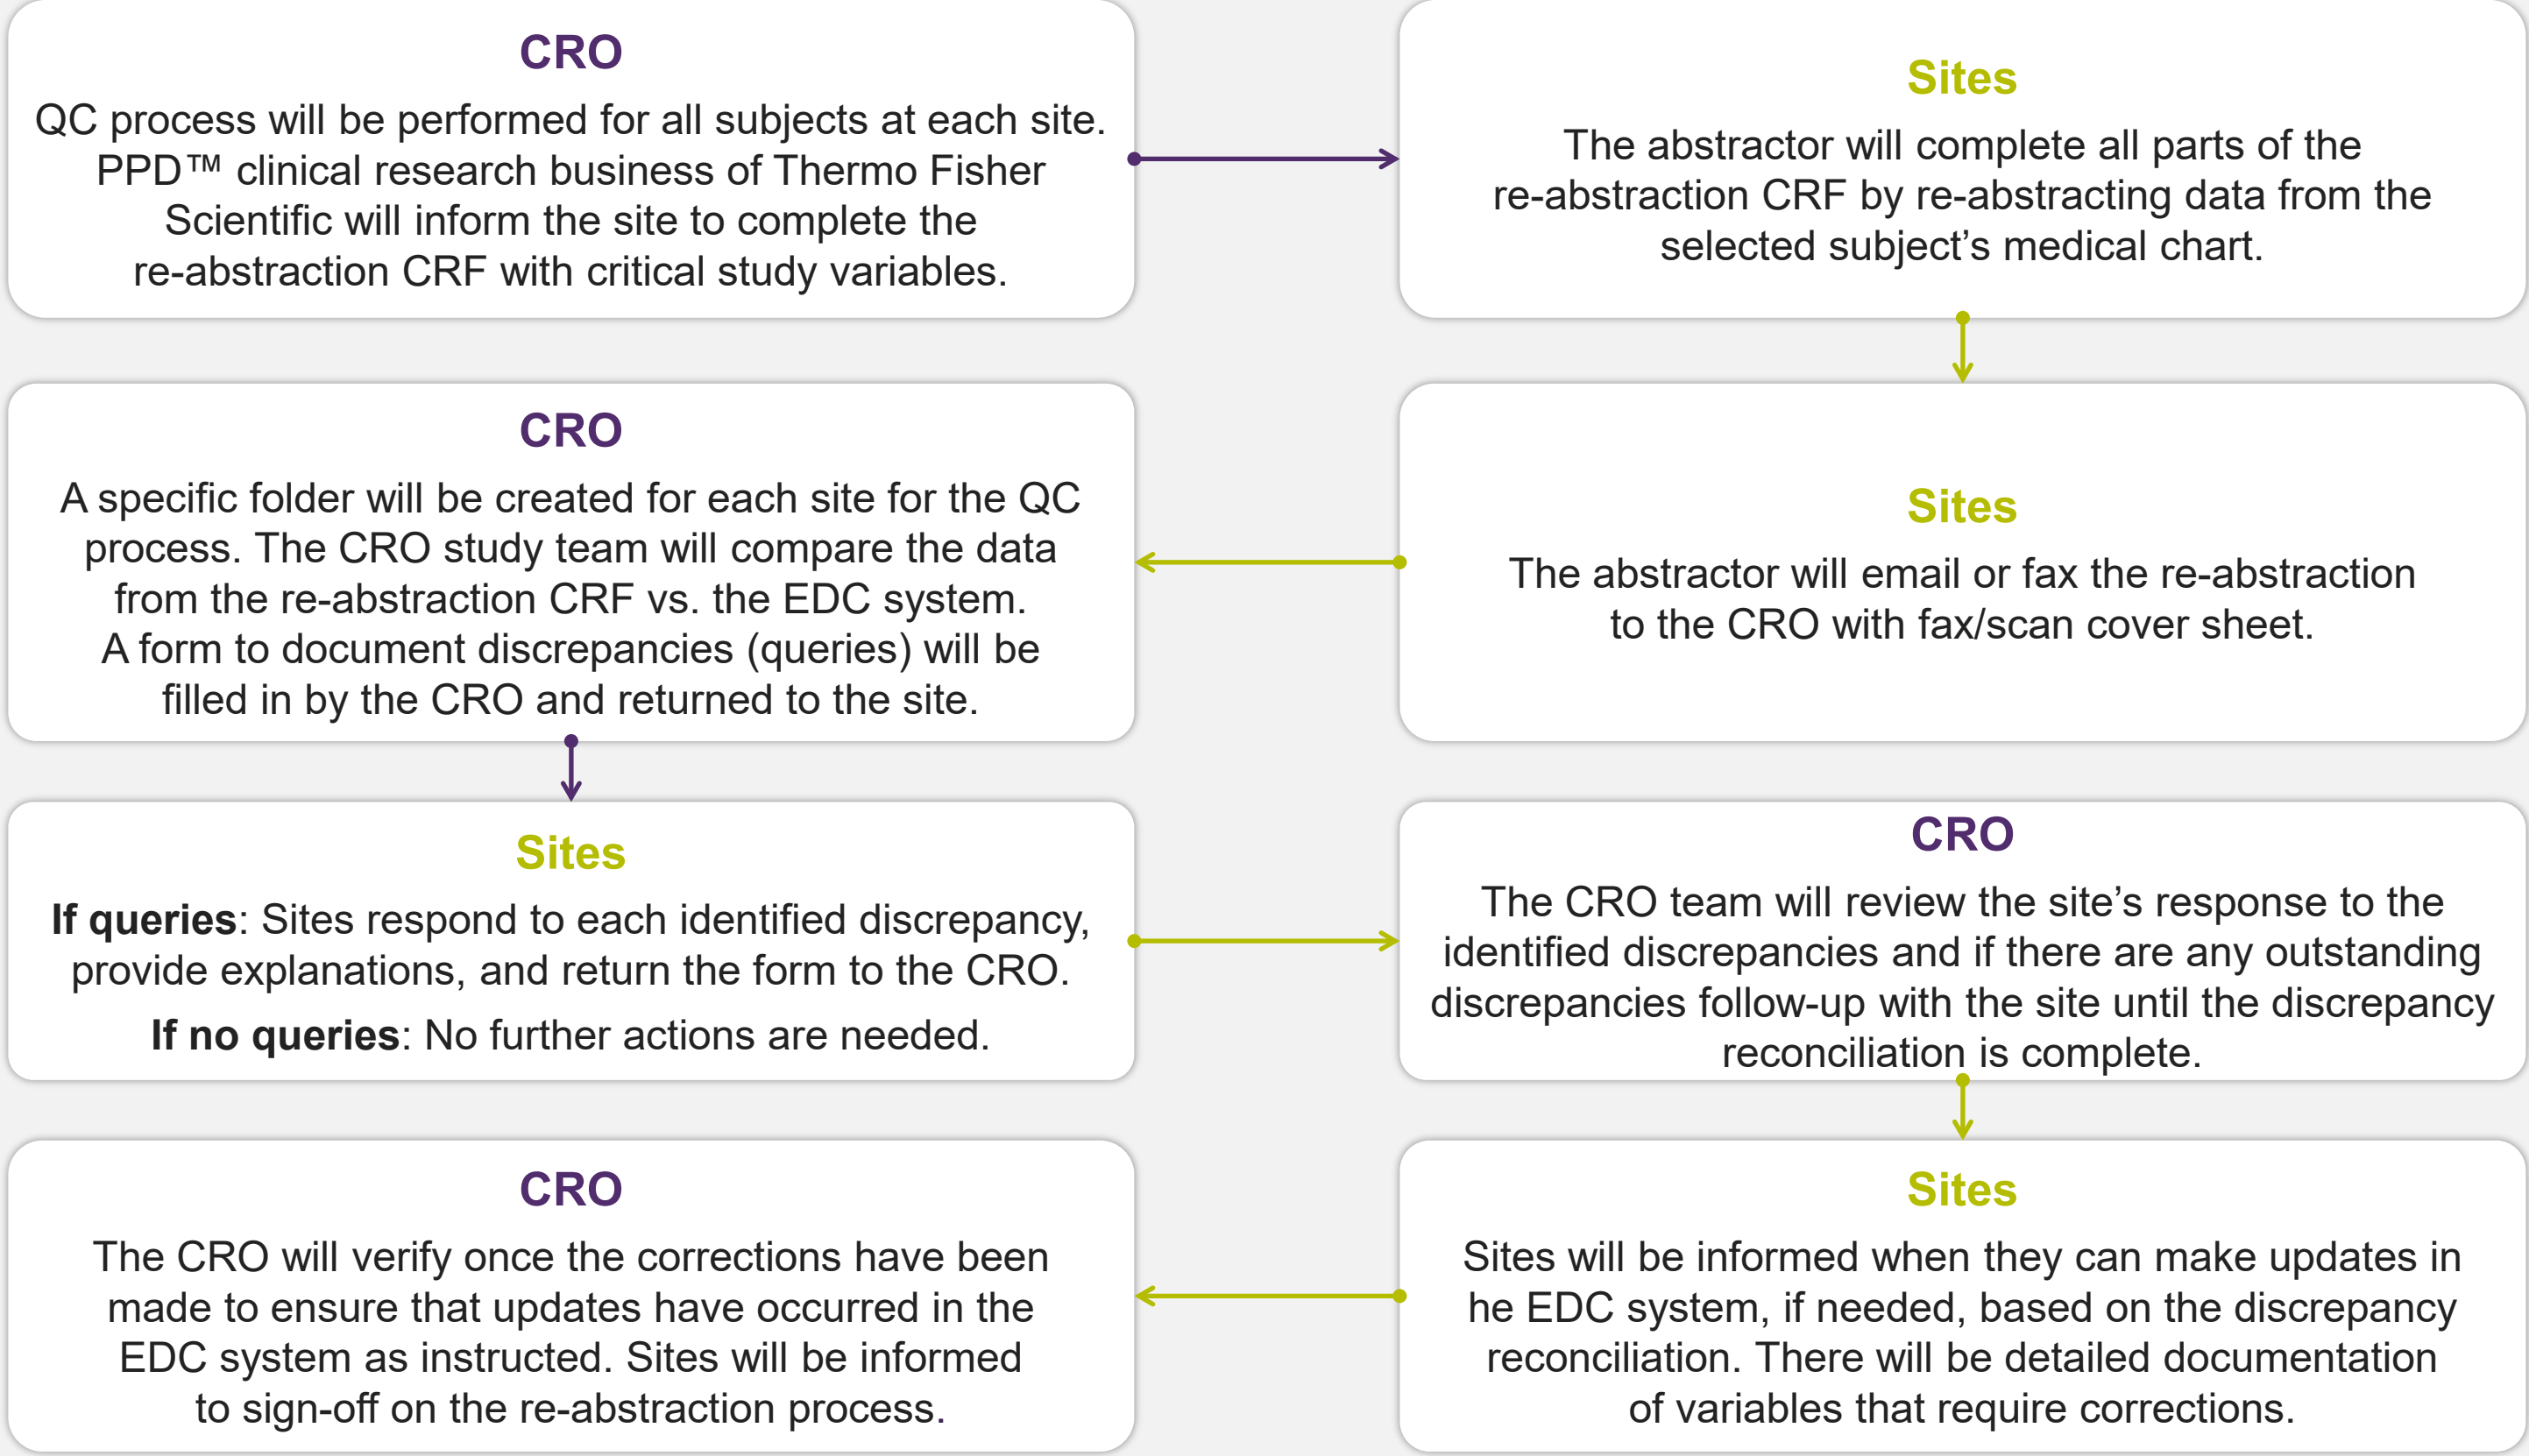 CRO
QC process will be performed for all subjects at each site.
PPD™ clinical research business of Thermo Fisher
Scientific will inform the site to complete the
re-abstraction CRF with critical study variables.
Sites
The abstractor will complete all parts of the
re-abstraction CRF by re-abstracting data from the
selected subject’s medical chart.
Sites
The abstractor will email or fax the re-abstraction
to the CRO with fax/scan cover sheet.
CRO
A specific folder will be created for each site for the QC
process. The CRO study team will compare the data
from the re-abstraction CRF vs. the EDC system.
A form to document discrepancies (queries) will be
filled in by the CRO and returned to the site.
Sites
If queries: Sites respond to each identified discrepancy,
provide explanations, and return the form to the CRO.
If no queries: No further actions are needed.
CRO
The CRO team will review the site’s response to the
identified discrepancies and if there are any outstanding
discrepancies follow-up with the site until the discrepancy
reconciliation is complete.
Sites
Sites will be informed when they can make updates in
he EDC system, if needed, based on the discrepancy
reconciliation. There will be detailed documentation
of variables that require corrections.
CRO
The CRO will verify once the corrections have been
made to ensure that updates have occurred in the
EDC system as instructed. Sites will be informed
to sign-off on the re-abstraction process.